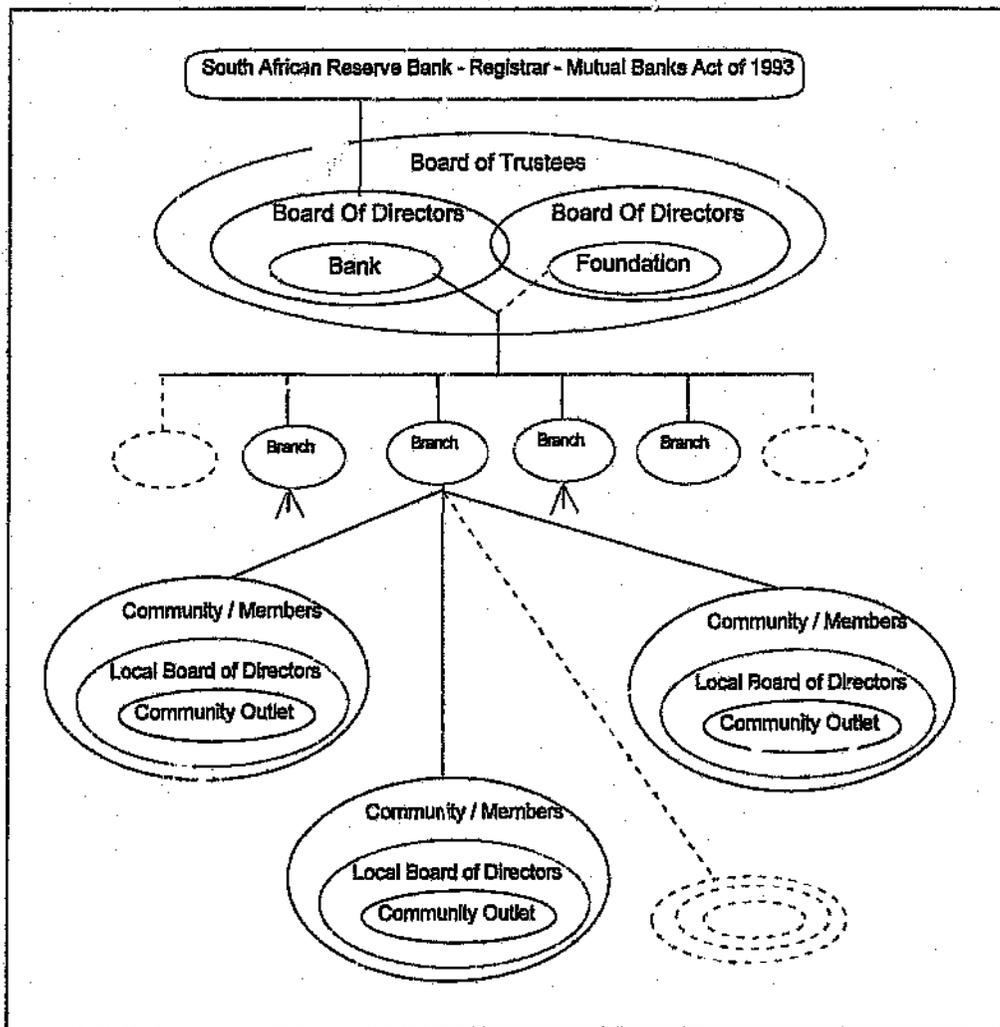 South African Reserve Bank - Registrar - Mutual Banks Act of 1993
Board of Trustees
Board Of Directors
Board Of Directors
Bank
Foundation
Branch
Branch
Branch
Branch
Community / Members
Local Board of Directors
Community Outlet
Community / Members
Local Board of Directors
Community Outlet
Community / Members
Local Board of Directors
Community Outlet